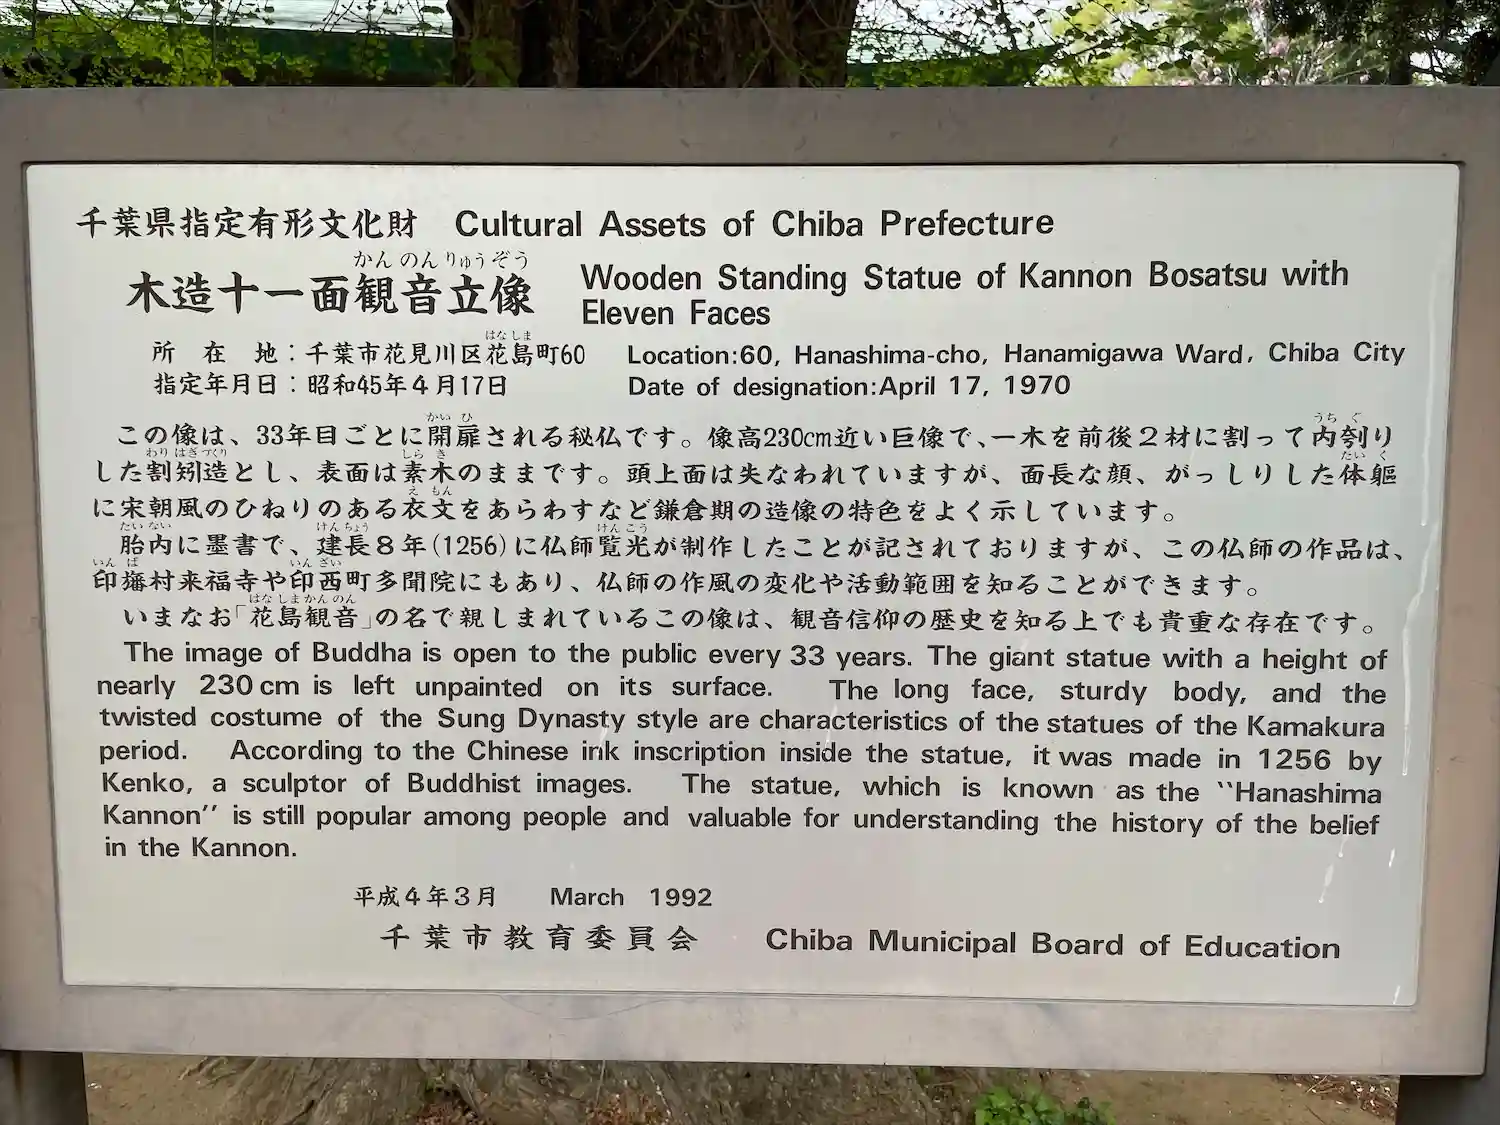 千葉県指定有形文化財 Cultural Assets of Chiba Prefecture
かんのんりゅうぞう
木造十一面観音立像 Wooden Standing Statue of Kannon Bosatsu with
Eleven Faces
はなしま
所 在 地:千葉市花見川区花島町60 Location:60, Hanashima-cho, Hanamigawa Ward, Chiba City
指定年月日:昭和45年4月17日 Date of designation:April 17, 1970
かい ひ うち ぐ
この像は、33年目ごとに開扉される秘仏です。像高230cm近い巨像で、一木を前後2材に割って内刳り
わり はぎづくり しら き たい く
した割矧造とし、表面は素木のままです。頭上面は失なわれていますが、面長な顔、がっしりした体軀
え もん
に宋朝風のひねりのある衣文をあらわすなど鎌倉期の造像の特色をよく示しています。
たいない けんちょう けんこう
胎内に墨書で、建長8年(1256)に仏師賢光が制作したことが記されておりますが、この仏師の作品は、
いん ば いんざい
印旛村来福寺や印西町多聞院にもあり、仏師の作風の変化や活動範囲を知ることができます。
はなしまかんのん
いまなお「花島観音」の名で親しまれているこの像は、観音信仰の歴史を知る上でも貴重な存在です。
The image of Buddha is open to the public every 33 years. The giant statue with a height of
nearly 230 cm is left unpainted on its surface. The long face, sturdy body, and the
twisted costume of the Sung Dynasty style are characteristics of the statues of the Kamakura
period. According to the Chinese ink inscription inside the statue, it was made in 1256 by
Kenko, a sculptor of Buddhist images. The statue, which is known as the "Hanashima
Kannon" is still popular among people and valuable for understanding the history of the belief
in the Kannon.
平成4年3月 March 1992
千葉市教育委員会 Chiba Municipal Board of Education